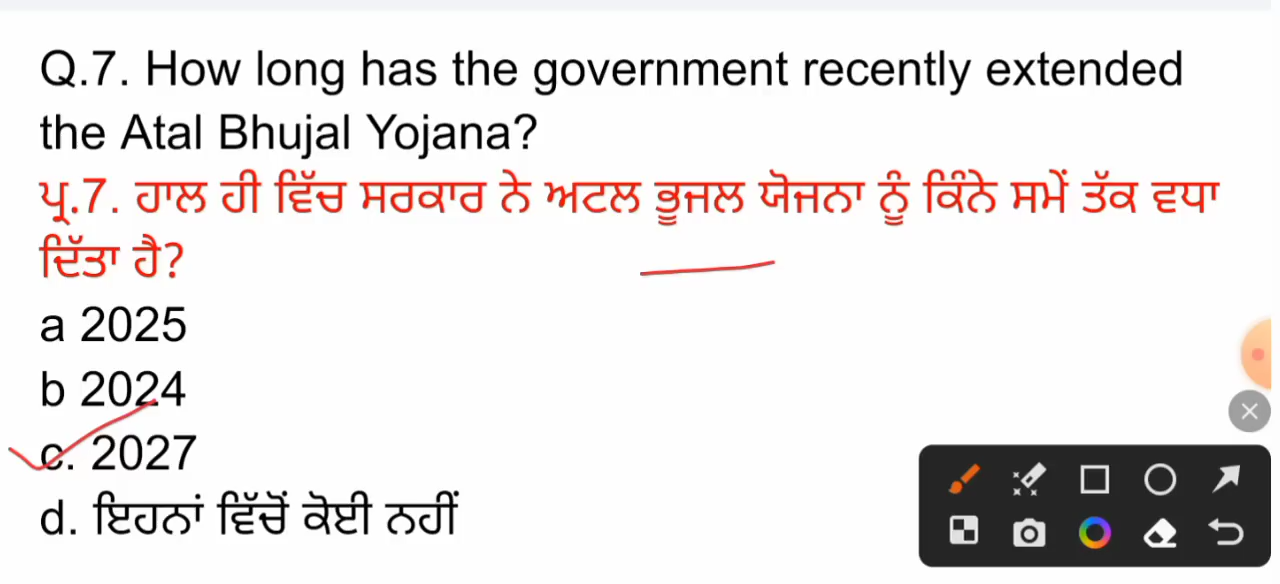 Q.7. How long has the government recently extended
the Atal Bhujal Yojana?
ਪ੍ਰ.7. ਹਾਲ ਹੀ ਵਿੱਚ ਸਰਕਾਰ ਨੇ ਅਟਲ ਭੂਜਲ ਯੋਜਨਾ ਨੂੰ ਕਿੰਨੇ ਸਮੇਂ ਤੱਕ ਵਧਾ
ਦਿੱਤਾ ਹੈ?
a 2025
b 2024
c. 2027
d. ਇਹਨਾਂ ਵਿੱਚੋਂ ਕੋਈ ਨਹੀਂ